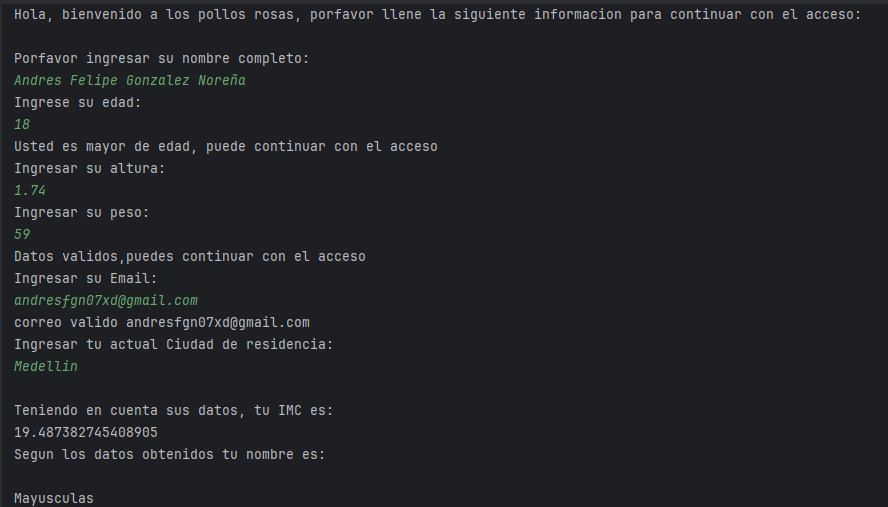 Hola, bienvenido a los pollos rosas, porfavor llene la siguiente informacion para continuar con el acceso:
Porfavor ingresar su nombre completo:
Andres Felipe Gonzalez Noreña
Ingrese su edad:
18
Usted es mayor de edad, puede continuar con el acceso
Ingresar su altura:
1.74
Ingresar su peso:
59
Datos validos,puedes continuar con el acceso
Ingresar su Email:
andresfgn07xd@gmail.com
correo valido andresfgn07xd@gmail.com
Ingresar tu actual Ciudad de residencia:
Medellin
Teniendo en cuenta sus datos, tu IMC es:
19.487382745408905
Segun los datos obtenidos tu nombre es:
Mayusculas